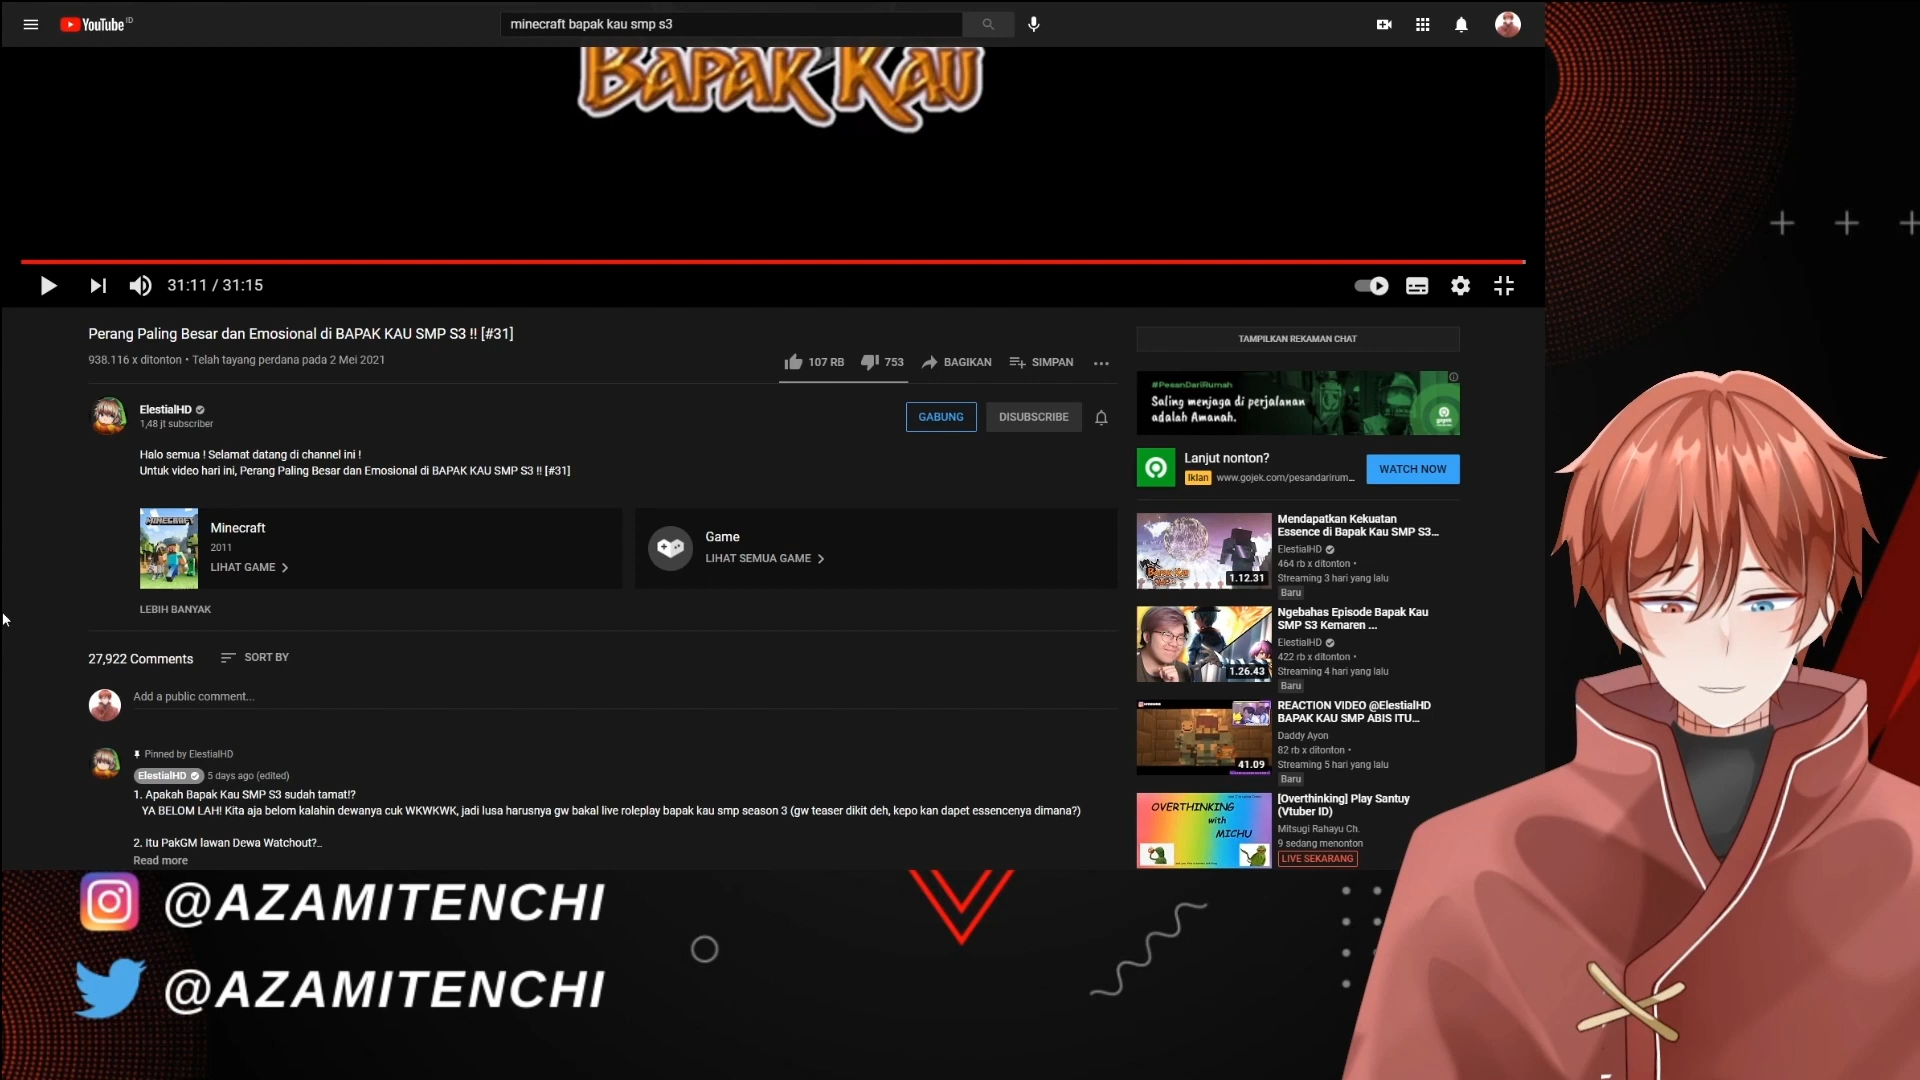 YouTube ID
minecraft bapak kau smp s3
BAPAK KAU
31:11 / 31:15
Perang Paling Besar dan Emosional di BAPAK KAU SMP S3 !! [#31]
938.116 x ditonton • Telah tayang perdana pada 2 Mei 2021
107 RB
753
BAGIKAN
SIMPAN
ElestialHD
1,48 jt subscriber
GABUNG
DISUBSCRIBE
Halo semua ! Selamat datang di channel ini !
Untuk video hari ini, Perang Paling Besar dan Emosional di BAPAK KAU SMP S3 !! [#31]
MINECRAFT
Minecraft
2011
LIHAT GAME
Game
LIHAT SEMUA GAME
LEBIH BANYAK
27,922 Comments
SORT BY
Add a public comment...
Pinned by ElestialHD
ElestialHD 5 days ago (edited)
1. Apakah Bapak Kau SMP S3 sudah tamat!?
YA BELOM LAH! Kita aja belom kalahin dewanya cuk WKWKWK, jadi lusa harusnya gw bakal live roleplay bapak kau smp season 3 (gw teaser dikit deh, kepo kan dapet essencenya dimana?)
2. Itu PakGM lawan Dewa Watchout?..
Read more
TAMPILKAN REKAMAN CHAT
#PesanDariRumah
Saling menjaga di perjalanan
adalah Amanah.
gojek
Lanjut nonton?
Iklan www.gojek.com/pesandarirum...
WATCH NOW
Bapak Kau
1.12.31
Mendapatkan Kekuatan
Essence di Bapak Kau SMP S3...
ElestialHD
464 rb x ditonton •
Streaming 3 hari yang lalu
Baru
1.26.43
Ngebahas Episode Bapak Kau
SMP S3 Kemaren ...
ElestialHD
422 rb x ditonton •
Streaming 4 hari yang lalu
Baru
41.09
REACTION VIDEO @ElestialHD
BAPAK KAU SMP ABIS ITU...
Daddy Ayon
82 rb x ditonton •
Streaming 5 hari yang lalu
Baru
OVERTHINKING
with
MICHU
[Overthinking] Play Santuy
(Vtuber ID)
Mitsugi Rahayu Ch.
9 sedang menonton
LIVE SEKARANG
@AZAMITENCHI
@AZAMITENCHI